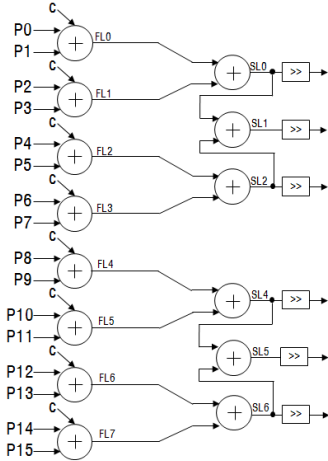 C
P0
FL0
P1
SL0
>>
C
P2
FL1
P3
SL1
>>
C
P4
FL2
P5
SL2
>>
C
P6
FL3
P7
C
P8
FL4
P9
SL4
>>
C
P10
FL5
P11
SL5
>>
C
P12
FL6
P13
SL6
>>
C
P14
FL7
P15